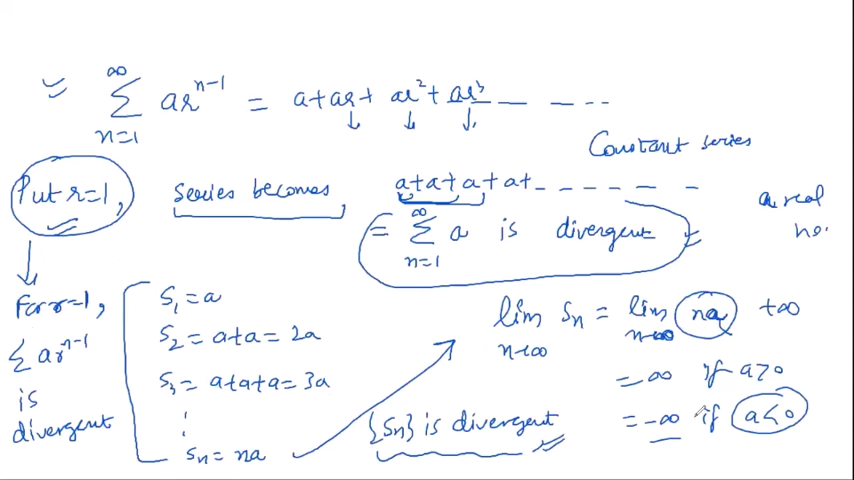 ∞
∑ ar^{n-1} = a + ar + ar² + ar³ — — - -
n=1
Constant series
Put r=1, series becomes a+a+a+a+ - - - - - -
= ∑_{n=1}^{∞} a is divergent
a real
no.
For r=1,
∑ ar^{n-1}
is
divergent
S₁ = a
S₂ = a+a = 2a
S₃ = a+a+a = 3a
⋮
Sₙ = na
lim_{n→∞} Sₙ = lim_{n→∞} na +∞
= ∞ if a>0
= -∞ if a<0
{Sₙ} is divergent